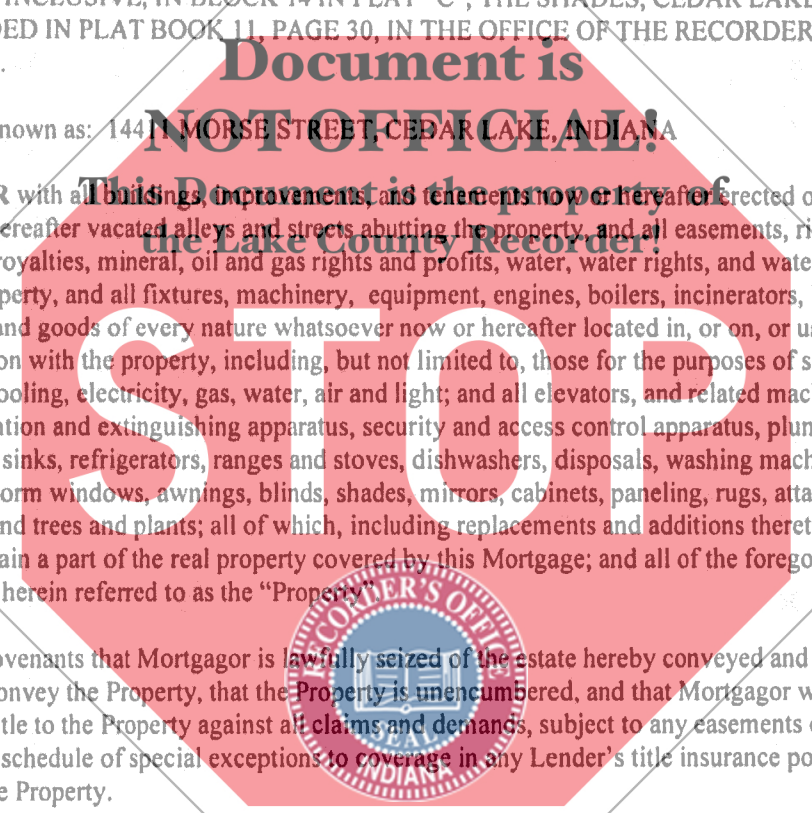 INCLUSIVE, IN BLOCK 14 IN PLAT "C", THE SHADES, CEDAR LAKE
DED IN PLAT BOOK 11, PAGE 30, IN THE OFFICE OF THE RECORDER
.
Document is
NOT OFFICIAL!
nown as: 14411 MORSE STREET, CEDAR LAKE, INDIANA
This Document is the property of
the Lake County Recorder!
R with all buildings, improvements, and tenements now or hereafter erected o
ereafter vacated alleys and streets abutting the property, and all easements, ri
royalties, mineral, oil and gas rights and profits, water, water rights, and wate
perty, and all fixtures, machinery, equipment, engines, boilers, incinerators,
and goods of every nature whatsoever now or hereafter located in, or on, or u
on with the property, including, but not limited to, those for the purposes of s
ooling, electricity, gas, water, air and light; and all elevators, and related mac
ntion and extinguishing apparatus, security and access control apparatus, plum
sinks, refrigerators, ranges and stoves, dishwashers, disposals, washing mach
orm windows, awnings, blinds, shades, mirrors, cabinets, paneling, rugs, atta
nd trees and plants; all of which, including replacements and additions theret
ain a part of the real property covered by this Mortgage; and all of the forego
herein referred to as the “Property”.
STOP
ovenants that Mortgagor is lawfully seized of the estate hereby conveyed and
onvey the Property, that the Property is unencumbered, and that Mortgagor w
tle to the Property against all claims and demands, subject to any easements
schedule of special exceptions to coverage in any Lender’s title insurance po
e Property.
RECORDER'S OFFICE
SEAL
INDIANA